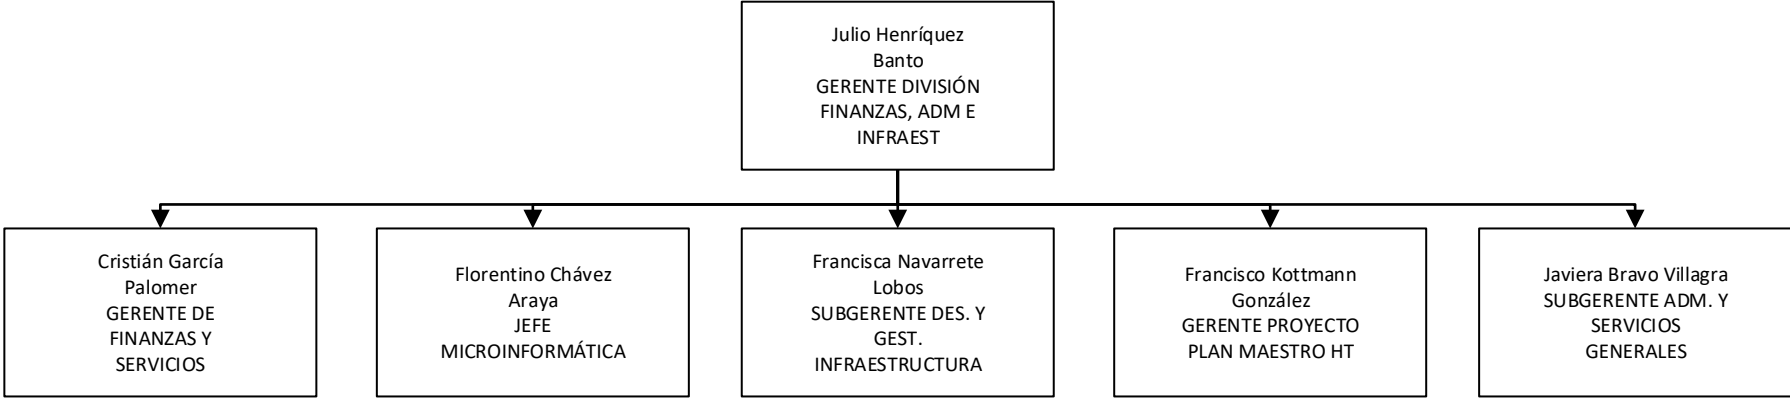 Julio Henríquez
Banto
GERENTE DIVISIÓN
FINANZAS, ADM E
INFRAEST
Cristián García
Palomer
GERENTE DE
FINANZAS Y
SERVICIOS
Florentino Chávez
Araya
JEFE
MICROINFORMÁTICA
Francisca Navarrete
Lobos
SUBGERENTE DES. Y
GEST.
INFRAESTRUCTURA
Francisco Kottmann
González
GERENTE PROYECTO
PLAN MAESTRO HT
Javiera Bravo Villagra
SUBGERENTE ADM. Y
SERVICIOS
GENERALES